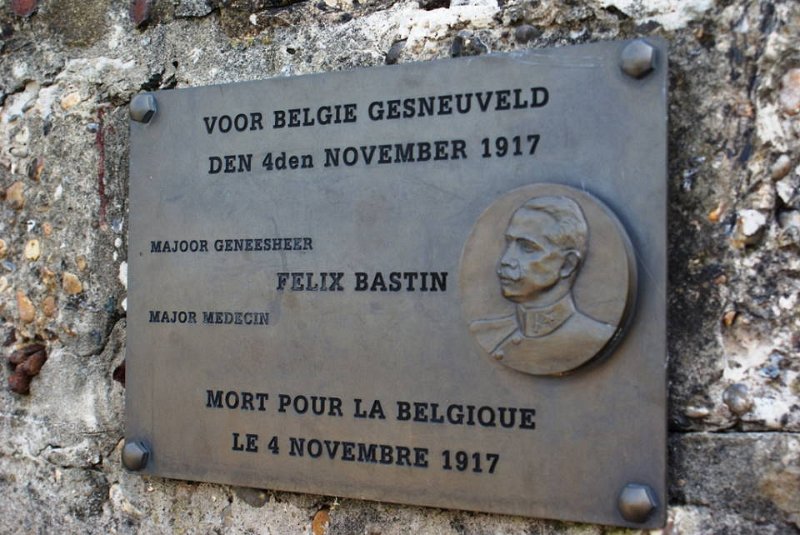 VOOR BELGIE GESNEUVELD
DEN 4den NOVEMBER 1917
MAJOOR GENEESHEER
FELIX BASTIN
MAJOR MEDECIN
MORT POUR LA BELGIQUE
LE 4 NOVEMBRE 1917